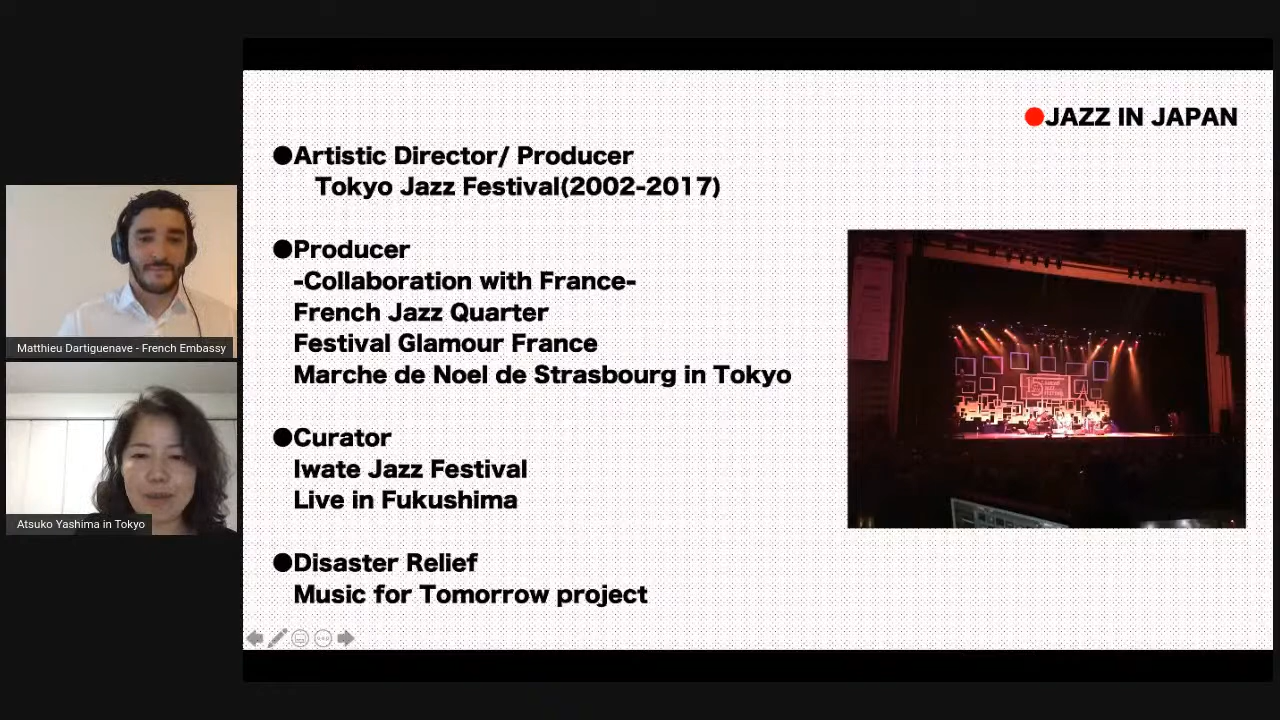 JAZZ IN JAPAN
●Artistic Director/ Producer
Tokyo Jazz Festival(2002-2017)
●Producer
-Collaboration with France-
French Jazz Quarter
Festival Glamour France
Marche de Noel de Strasbourg in Tokyo
●Curator
Iwate Jazz Festival
Live in Fukushima
●Disaster Relief
Music for Tomorrow project
Matthieu Dartiguenave - French Embassy
Atsuko Yashima in Tokyo